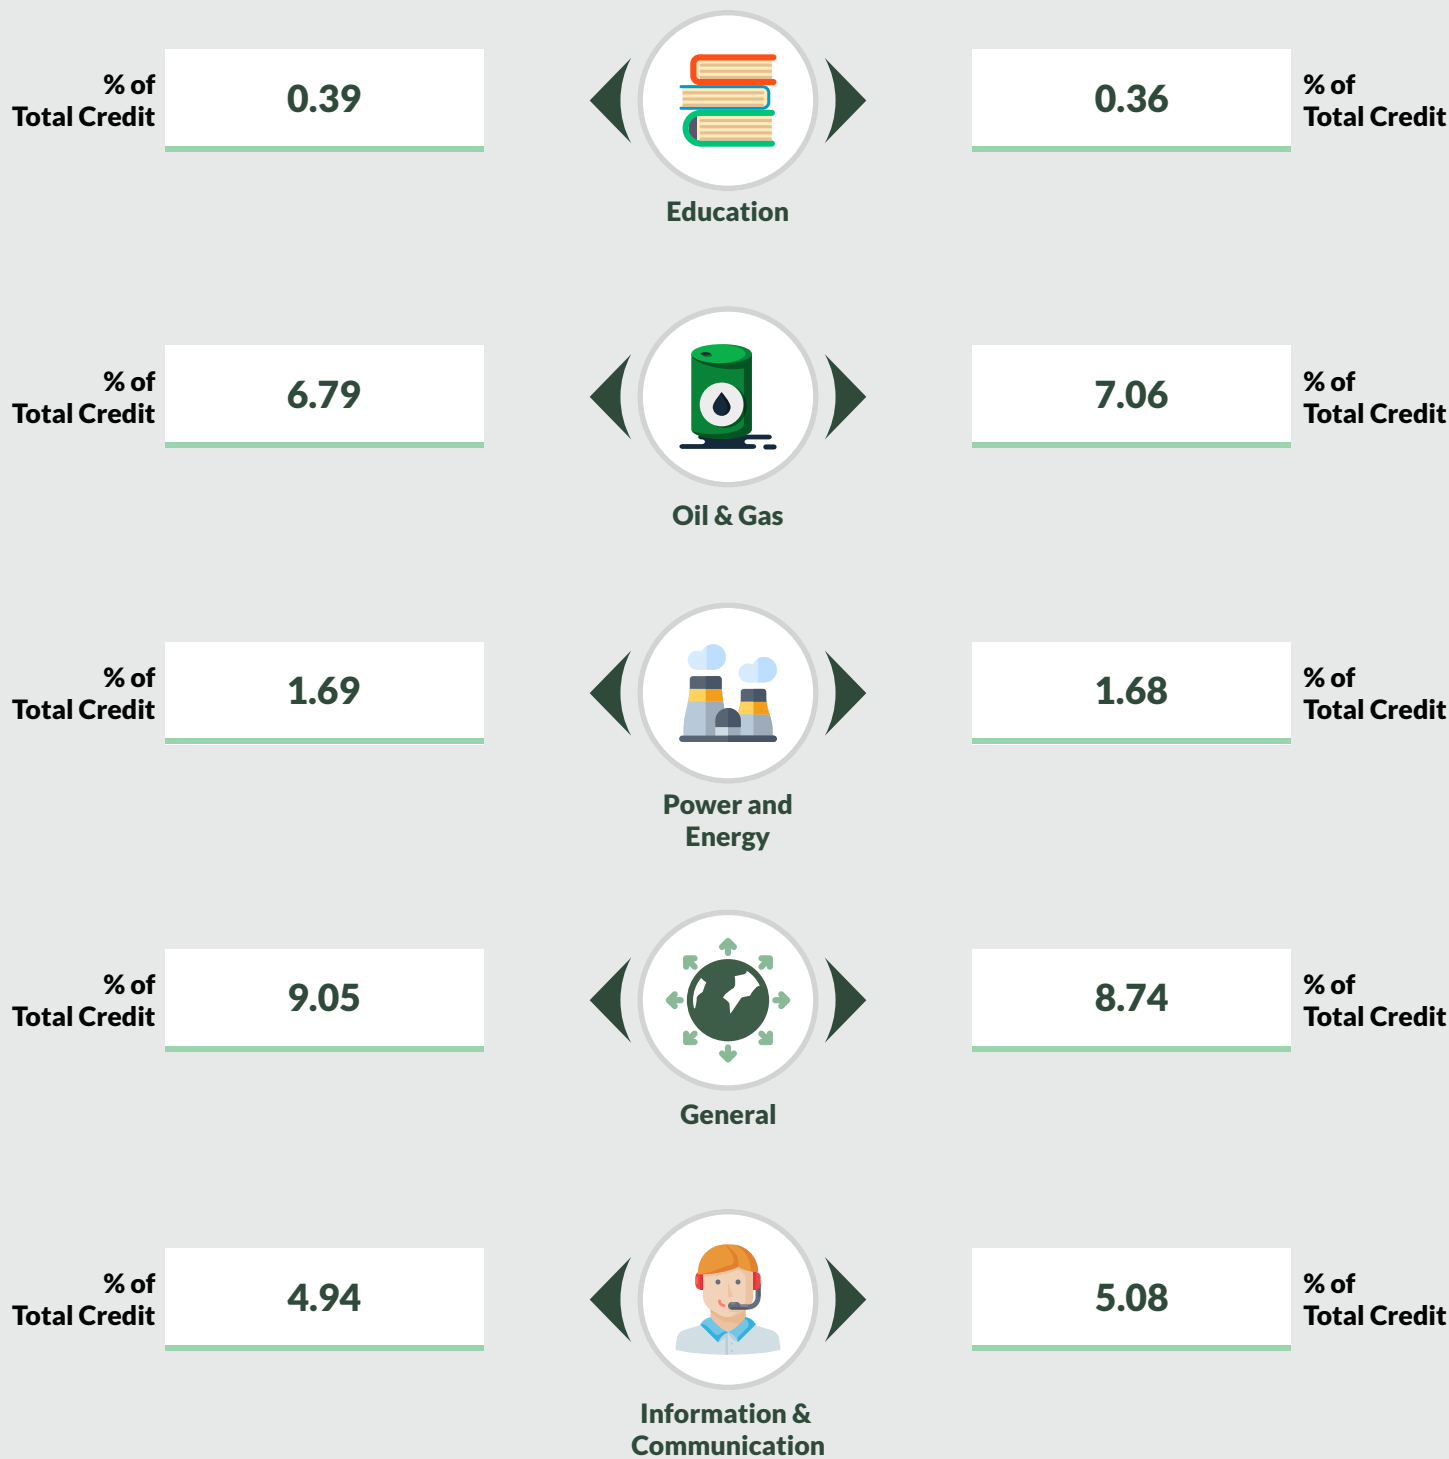 % of
Total Credit
0.39
0.36
% of
Total Credit
Education
% of
Total Credit
6.79
7.06
% of
Total Credit
Oil & Gas
% of
Total Credit
1.69
1.68
% of
Total Credit
Power and
Energy
% of
Total Credit
9.05
8.74
% of
Total Credit
General
% of
Total Credit
4.94
5.08
% of
Total Credit
Information &
Communication